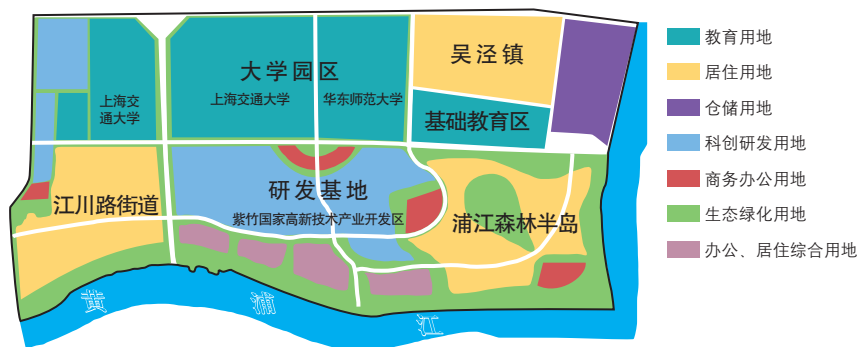 大学园区
上海交
通大学
上海交通大学
华东师范大学
吴泾镇
基础教育区
江川路街道
研发基地
紫竹国家高新技术产业开发区
浦江森林半岛
黄浦江
教育用地
居住用地
仓储用地
科创研发用地
商务办公用地
生态绿化用地
办公、居住综合用地